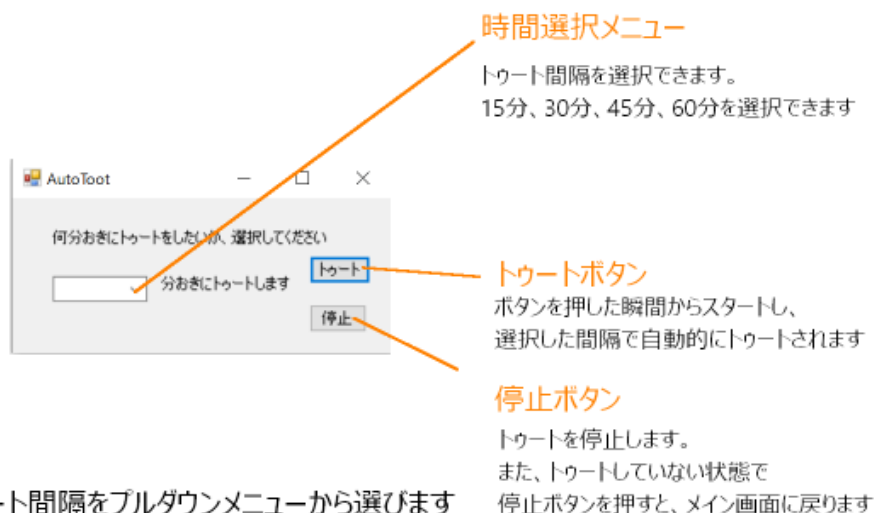 時間選択メニュー
トゥート間隔を選択できます。
15分、30分、45分、60分を選択できます
AutoToot
何分おきにトゥートをしたいか、選択してください
分おきにトゥートします
トゥート
停止
トゥートボタン
ボタンを押した瞬間からスタートし、
選択した間隔で自動的にトゥートされます
停止ボタン
トゥートを停止します。
また、トゥートしていない状態で
停止ボタンを押すと、メイン画面に戻ります
ート間隔をプルダウンメニューから選びます